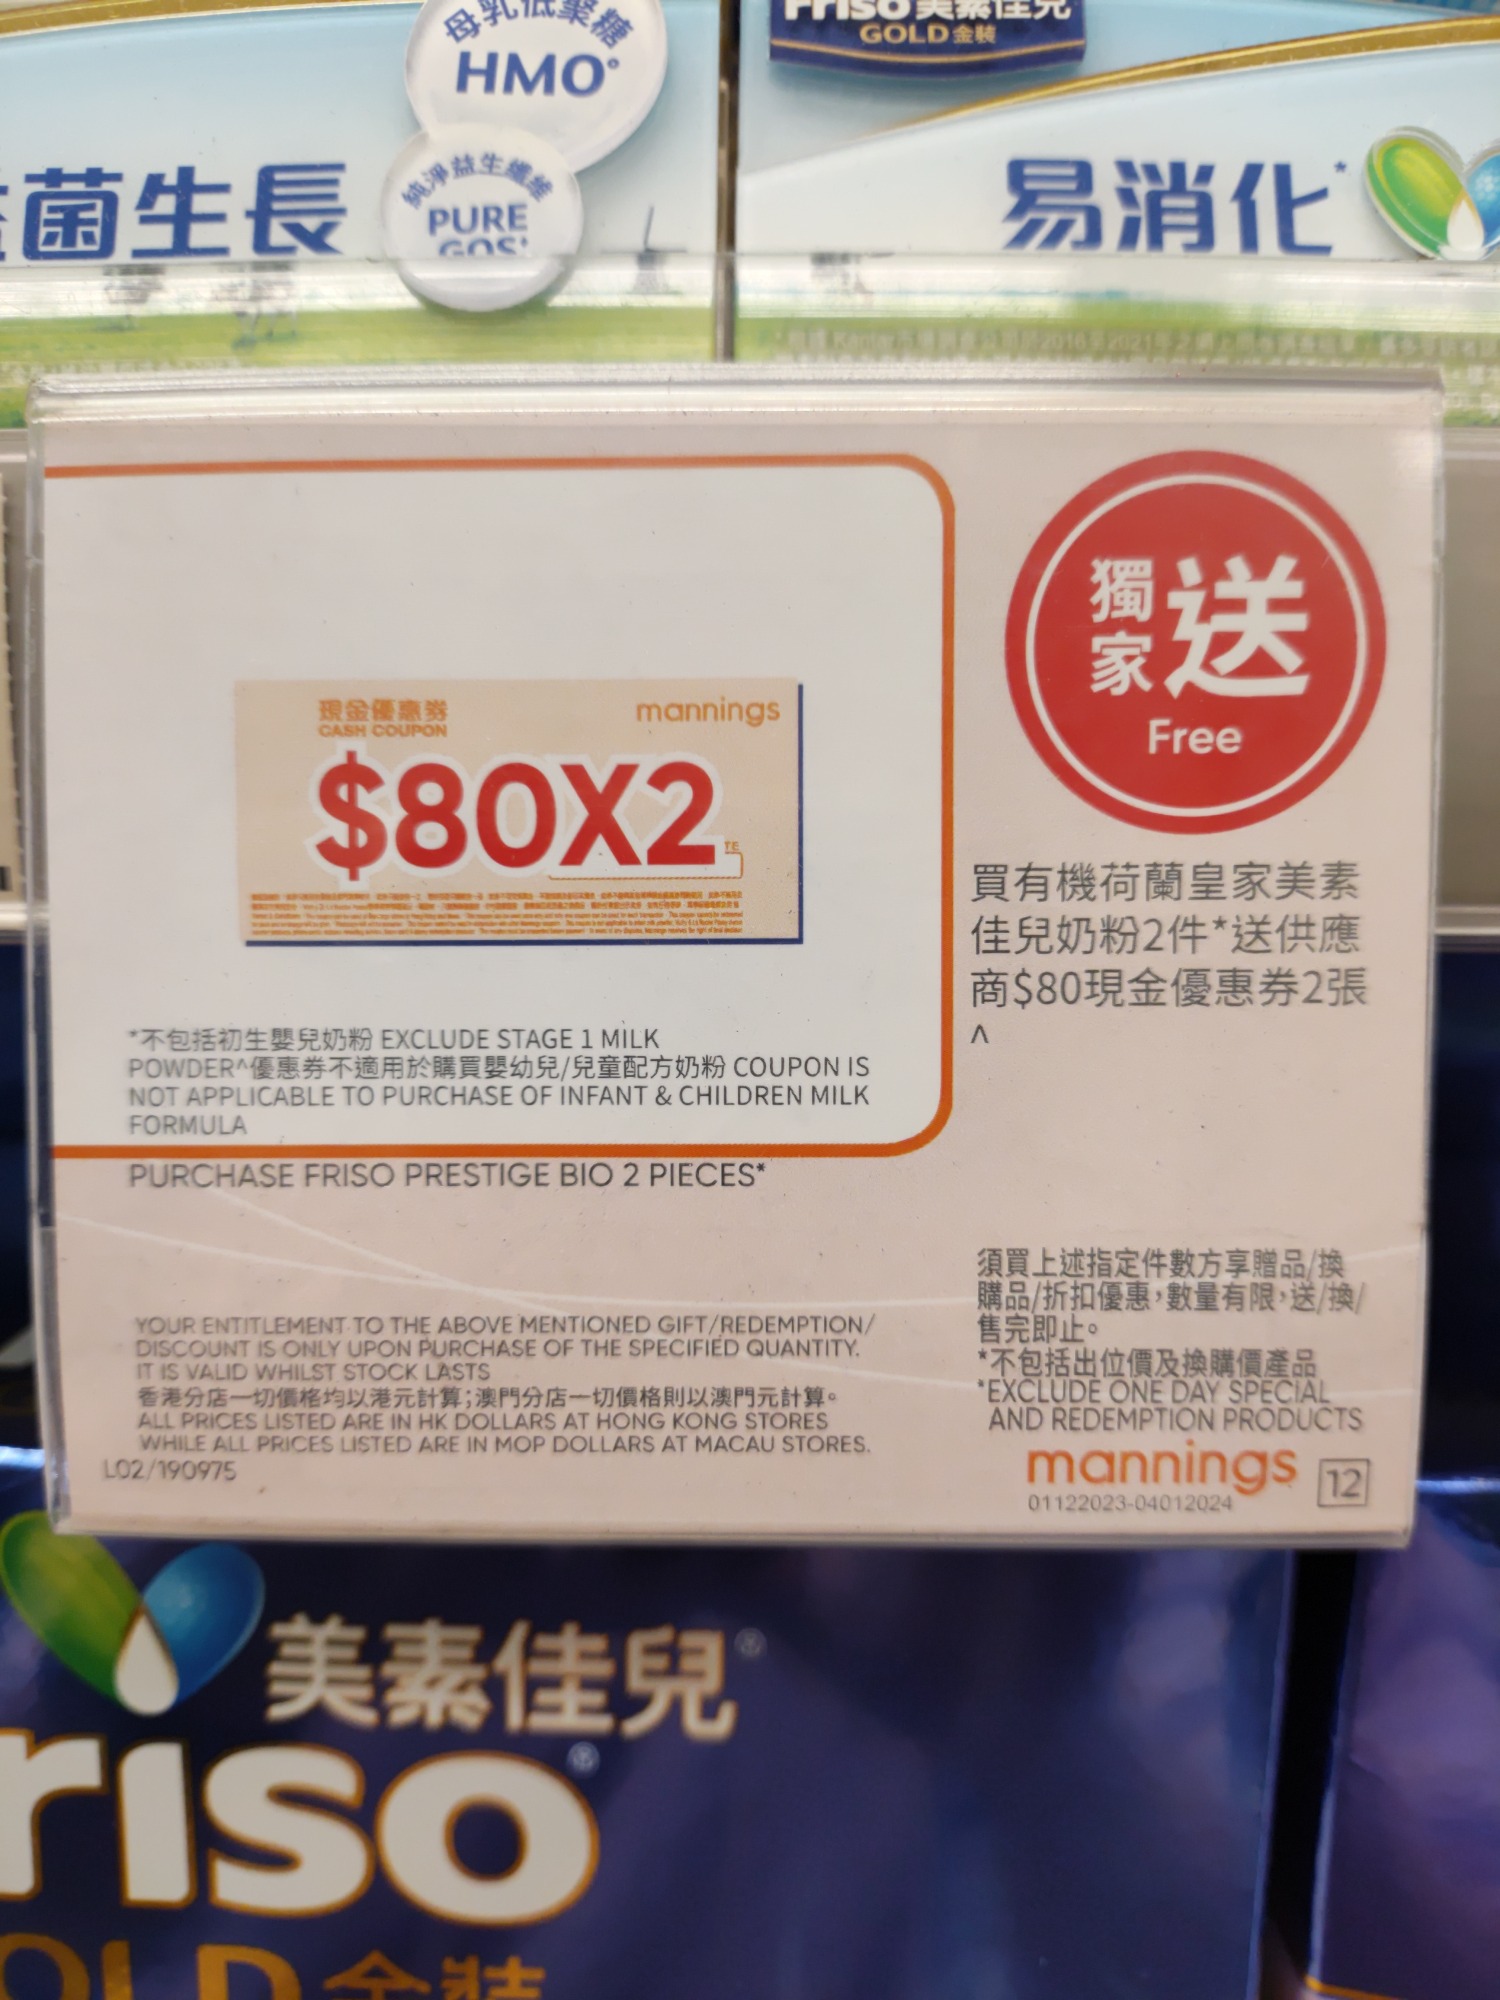 母乳低聚糖
HMO°
Friso 美素佳兒
GOLD 金裝
菌生長
純淨益生纖維
PURE
GOS
易消化*
獨家送
Free
現金優惠券
CASH COUPON
mannings
$80X2
買有機荷蘭皇家美素
佳兒奶粉2件*送供應
商$80現金優惠券2張
^
*不包括初生嬰兒奶粉 EXCLUDE STAGE 1 MILK
POWDER^優惠券不適用於購買嬰幼兒/兒童配方奶粉 COUPON IS
NOT APPLICABLE TO PURCHASE OF INFANT & CHILDREN MILK
FORMULA
PURCHASE FRISO PRESTIGE BIO 2 PIECES*
YOUR ENTITLEMENT TO THE ABOVE MENTIONED GIFT/REDEMPTION/
DISCOUNT IS ONLY UPON PURCHASE OF THE SPECIFIED QUANTITY.
IT IS VALID WHILST STOCK LASTS
香港分店一切價格均以港元計算;澳門分店一切價格則以澳門元計算。
ALL PRICES LISTED ARE IN HK DOLLARS AT HONG KONG STORES
WHILE ALL PRICES LISTED ARE IN MOP DOLLARS AT MACAU STORES.
L02/190975
須買上述指定件數方享贈品/換
購品/折扣優惠，數量有限，送/換/
售完即止。
*不包括出位價及換購價產品
*EXCLUDE ONE DAY SPECIAL
AND REDEMPTION PRODUCTS
mannings
12
01122023-04012024
美素佳兒®
riso®
OLD 金裝